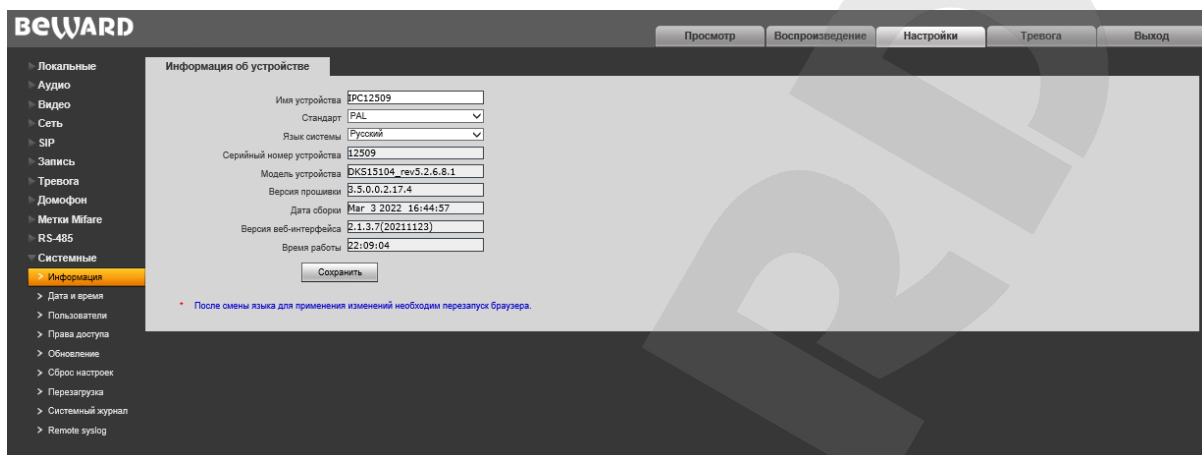 BEWARD
Просмотр
Воспроизведение
Настройки
Тревога
Выход
Локальные
Аудио
Видео
Сеть
SIP
Запись
Тревога
Домофон
Метки Mifare
RS-485
Системные
Информация
Дата и время
Пользователи
Права доступа
Обновление
Сброс настроек
Перезагрузка
Системный журнал
Remote syslog
Информация об устройстве
Имя устройства IPC12509
Стандарт PAL
Язык системы Русский
Серийный номер устройства 12509
Модель устройства DKS15104_rev5.2.6.8.1
Версия прошивки 3.5.0.0.2.17.4
Дата сборки Mar 3 2022 16:44:57
Версия веб-интерфейса 2.1.3.7(20211123)
Время работы 22:09:04
Сохранить
* После смены языка для применения изменений необходим перезапуск браузера.